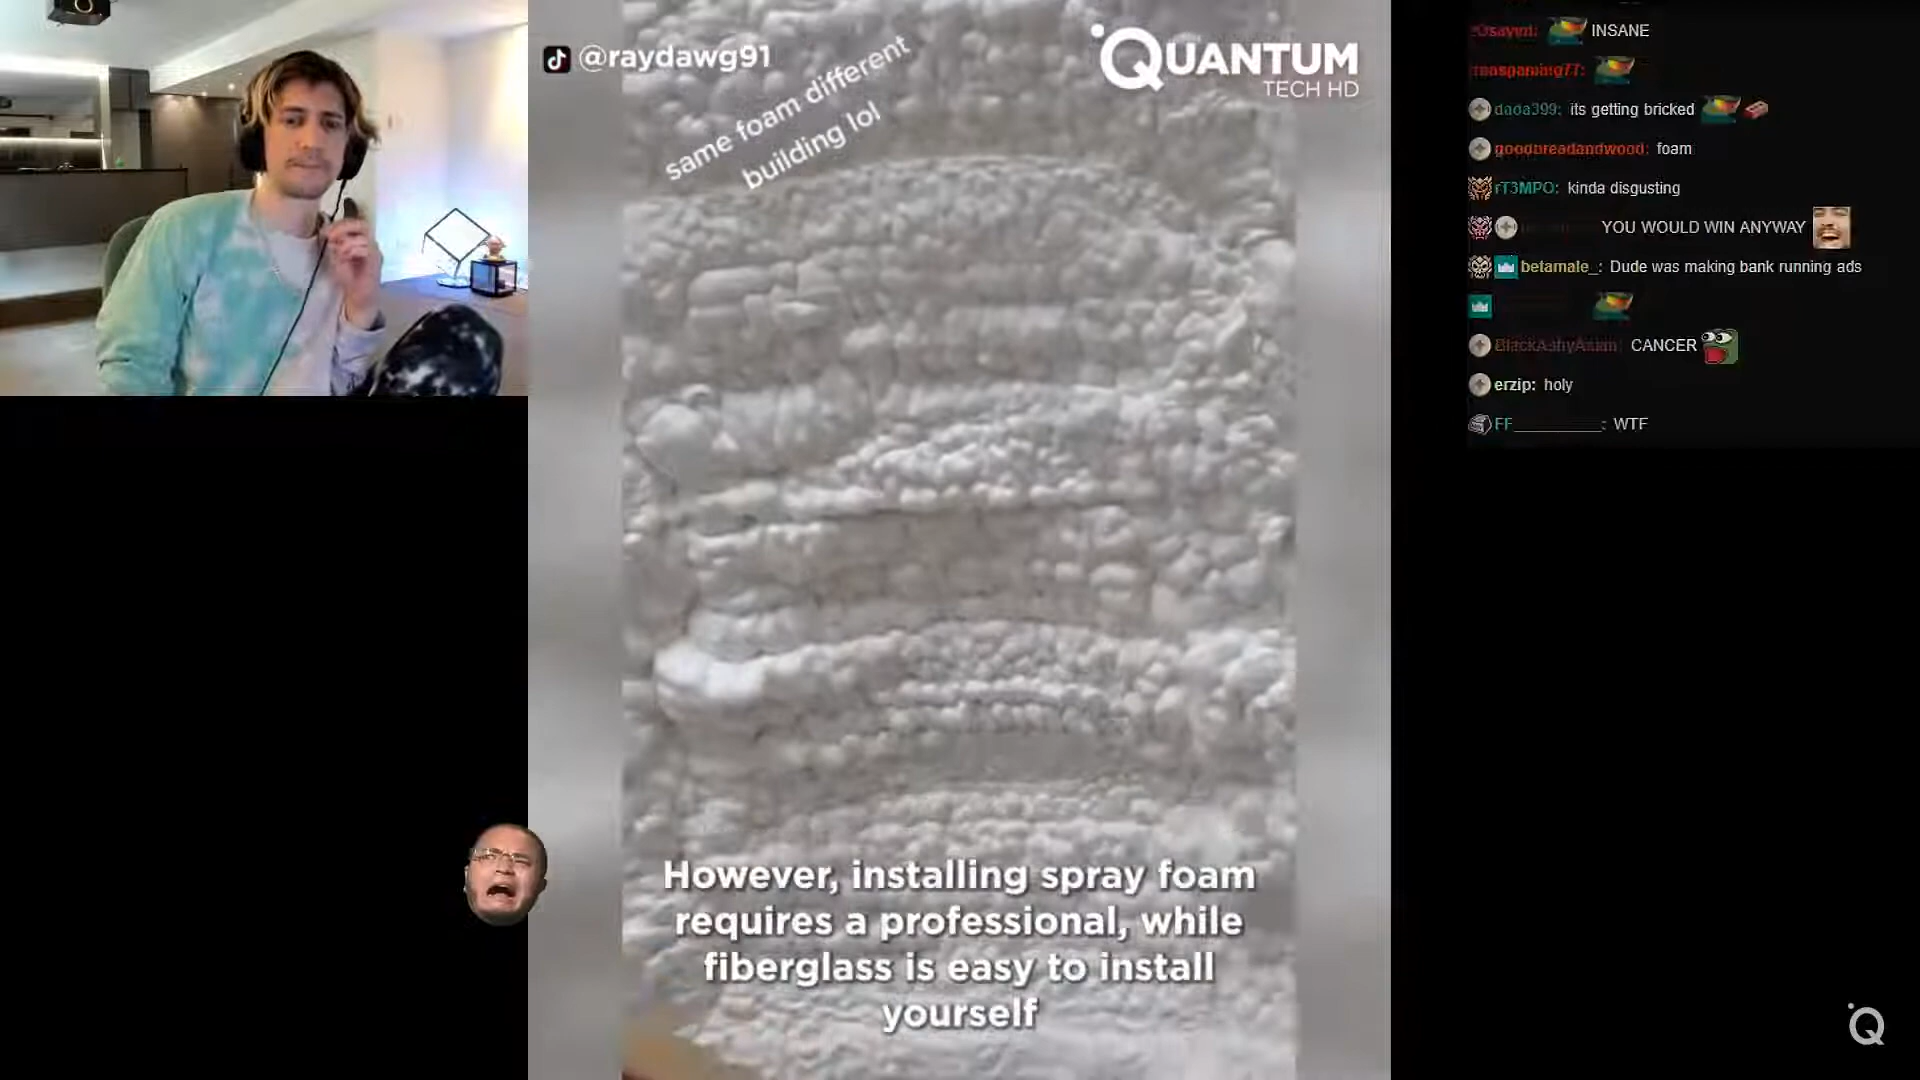 @raydawg91
QUANTUM
TECH HD
same foam different
building lol
However, installing spray foam
requires a professional, while
fiberglass is easy to install
yourself
INSANE
dada399: its getting bricked
goodbreadandwood: foam
rT3MPO: kinda disgusting
YOU WOULD WIN ANYWAY
betamale_: Dude was making bank running ads
BlackAshyAsian: CANCER
erzip: holy
FF__________: WTF
Q